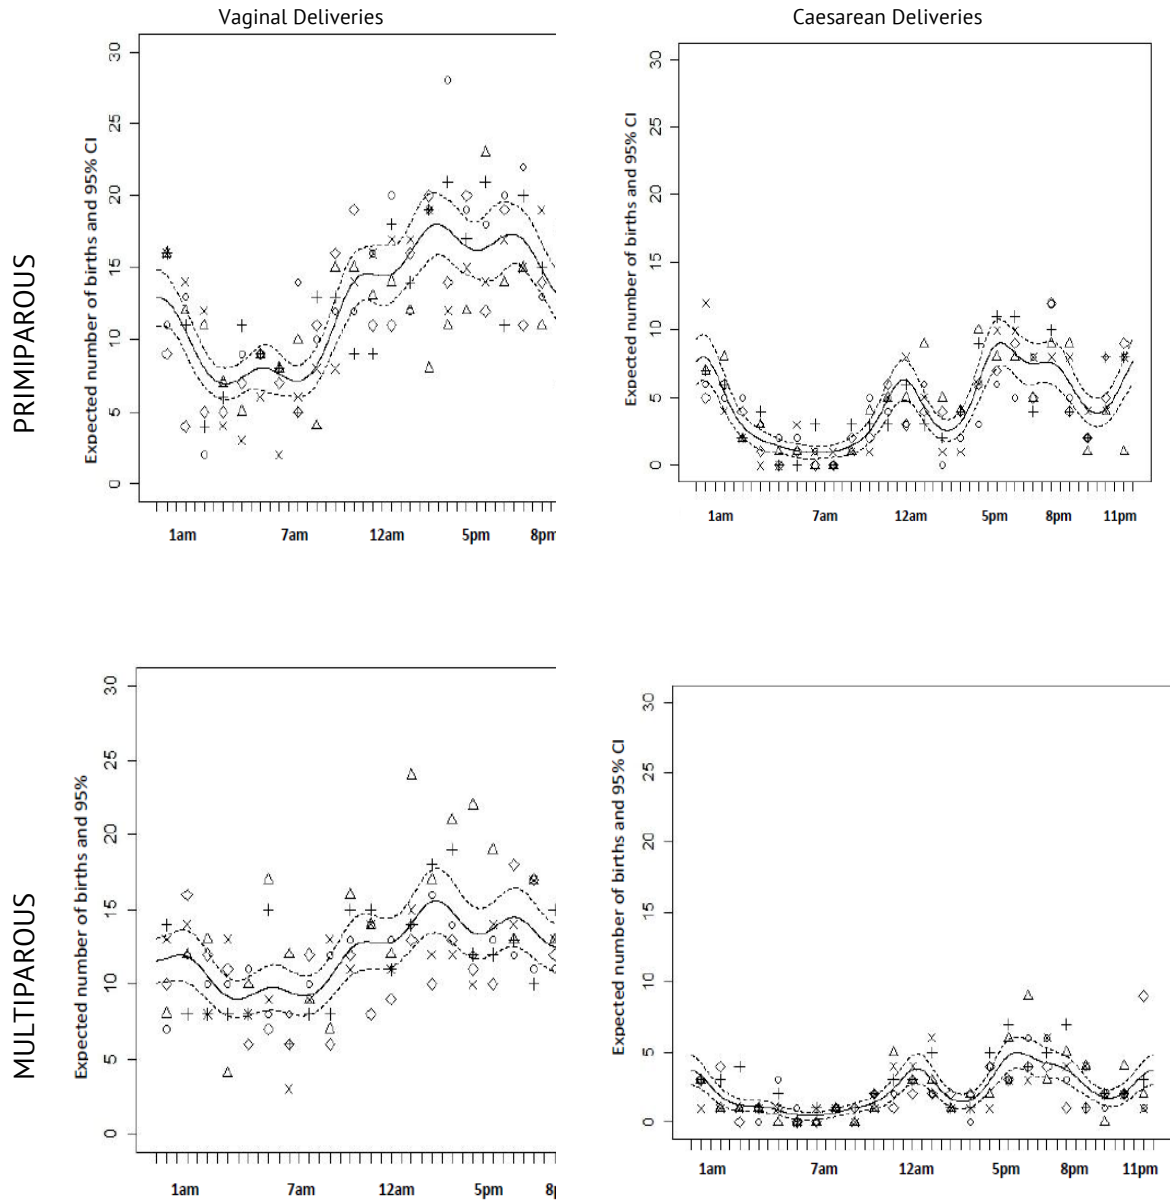 Vaginal Deliveries
Caesarean Deliveries
PRIMIPAROUS
Expected number of births and 95% CI
30
25
20
15
10
5
0
1am 7am 12am 5pm 8pm
Expected number of births and 95% CI
30
25
20
15
10
5
0
1am 7am 12am 5pm 8pm 11pm
MULTIPAROUS
Expected number of births and 95%
30
25
20
15
10
5
0
1am 7am 12am 5pm 8p
Expected number of births and 95% CI
30
25
20
15
10
5
0
1am 7am 12am 5pm 8pm 11pm